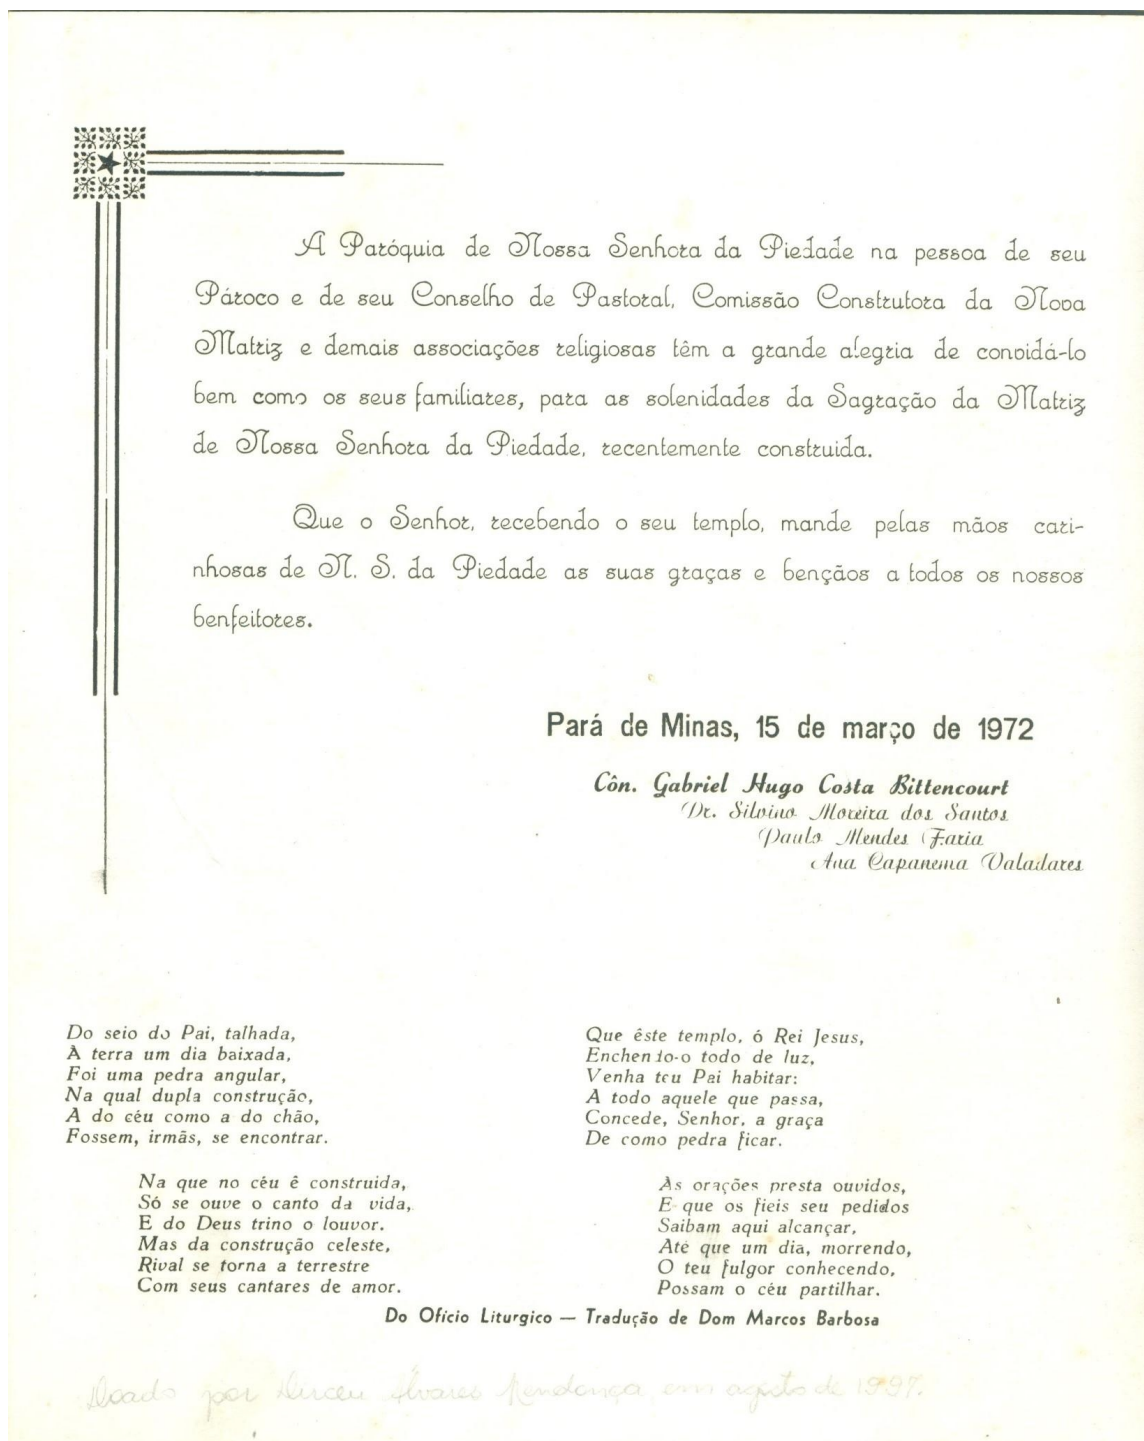 A Paróquia de Nossa Senhora da Piedade na pessoa de seu
Pároco e de seu Conselho de Pastoral, Comissão Construtora da Nova
Matriz e demais associações religiosas têm a grande alegria de convidá-lo
bem como os seus familiares, para as solenidades da Sagração da Matriz
de Nossa Senhora da Piedade, recentemente construida.
Que o Senhor, recebendo o seu templo, mande pelas mãos cari-
nhosas de N. S. da Piedade as suas graças e bençãos a todos os nossos
benfeitores.
Pará de Minas, 15 de março de 1972
Côn. Gabriel Hugo Costa Bittencourt
Dr. Silvino Moreira dos Santos
Paulo Mendes Faria
Ana Capanema Valadares
Do seio do Pai, talhada,
À terra um dia baixada,
Foi uma pedra angular,
Na qual dupla construção,
A do céu como a do chão,
Fossem, irmãs, se encontrar.
Na que no céu é construida,
Só se ouve o canto da vida,
E do Deus trino o louvor.
Mas da construção celeste,
Rival se torna a terrestre
Com seus cantares de amor.
Que êste templo, ó Rei Jesus,
Enchendo-o todo de luz,
Venha teu Pai habitar:
A todo aquele que passa,
Concede, Senhor, a graça
De como pedra ficar.
Às orações presta ouvidos,
E que os fieis seu pedidos
Saibam aqui alcançar,
Até que um dia, morrendo,
O teu fulgor conhecendo,
Possam o céu partilhar.
Do Ofício Liturgico — Tradução de Dom Marcos Barbosa
Doado por Dirceu Álvares Mendonça, em agosto de 1997.